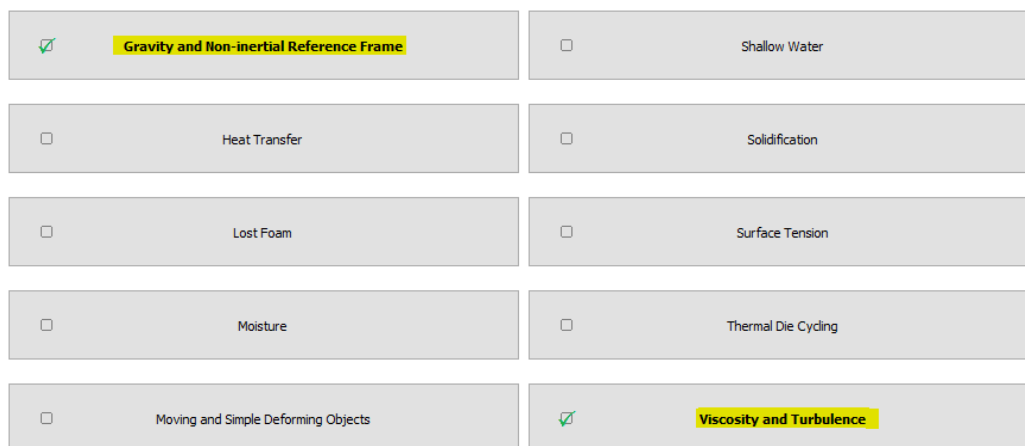 Gravity and Non-inertial Reference Frame
Shallow Water
Heat Transfer
Solidification
Lost Foam
Surface Tension
Moisture
Thermal Die Cycling
Moving and Simple Deforming Objects
Viscosity and Turbulence